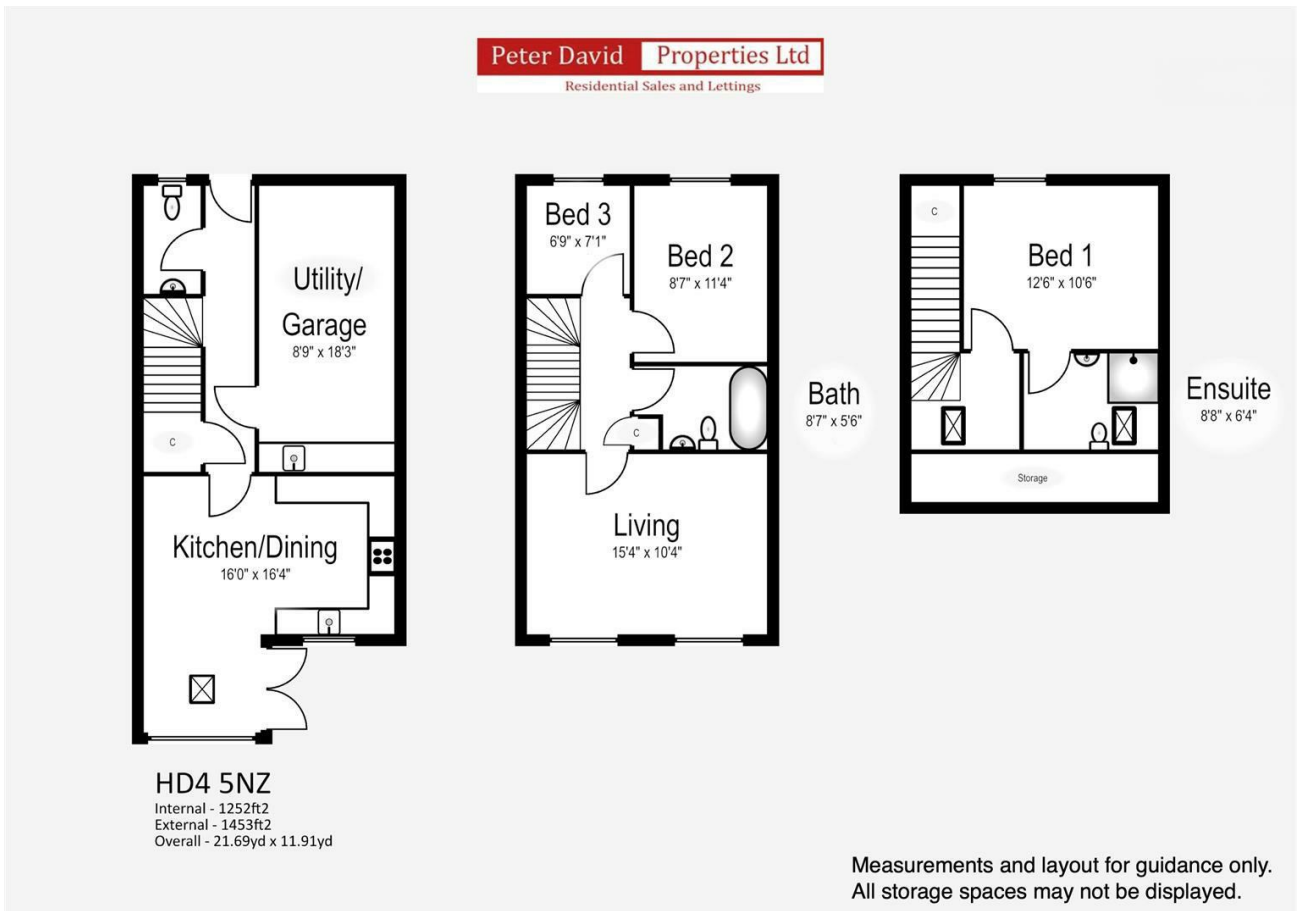 Peter David Properties Ltd
Residential Sales and Lettings
Utility/
Garage
8'9" x 18'3"
C
Kitchen/Dining
16'0" x 16'4"
Bed 3
6'9" x 7'1"
Bed 2
8'7" x 11'4"
Bath
8'7" x 5'6"
C
Living
15'4" x 10'4"
C
Bed 1
12'6" x 10'6"
Ensuite
8'8" x 6'4"
Storage
HD4 5NZ
Internal - 1252ft2
External - 1453ft2
Overall - 21.69yd x 11.91yd
Measurements and layout for guidance only.
All storage spaces may not be displayed.